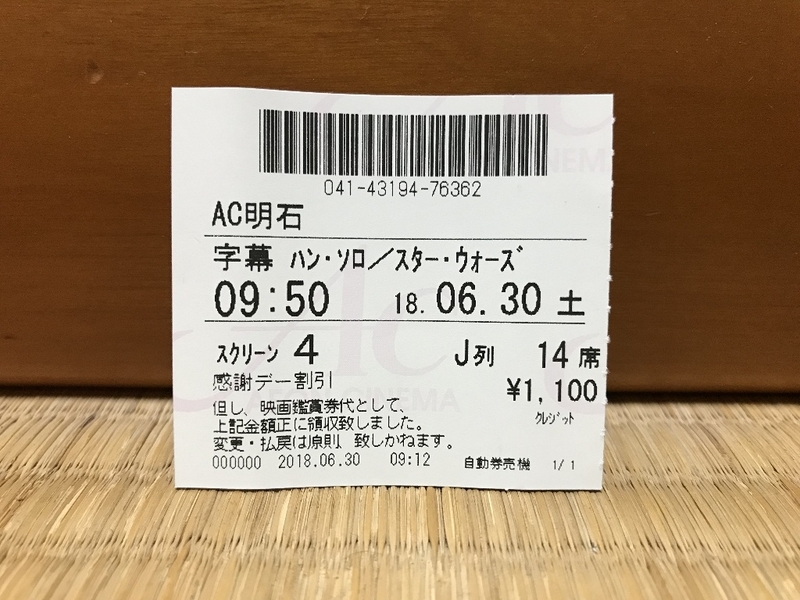 041-43194-76362
AC明石
字幕 ハン・ソロ／スター・ウォーズ
09:50 18.06.30 土
スクリーン 4 J列 14席
感謝デー割引 ¥1,100
クレジット
但し、映画鑑賞券代として、
上記金額正に領収致しました。
変更・払戻は原則、致しかねます。
000000 2018.06.30 09:12 自動券売機 1/1